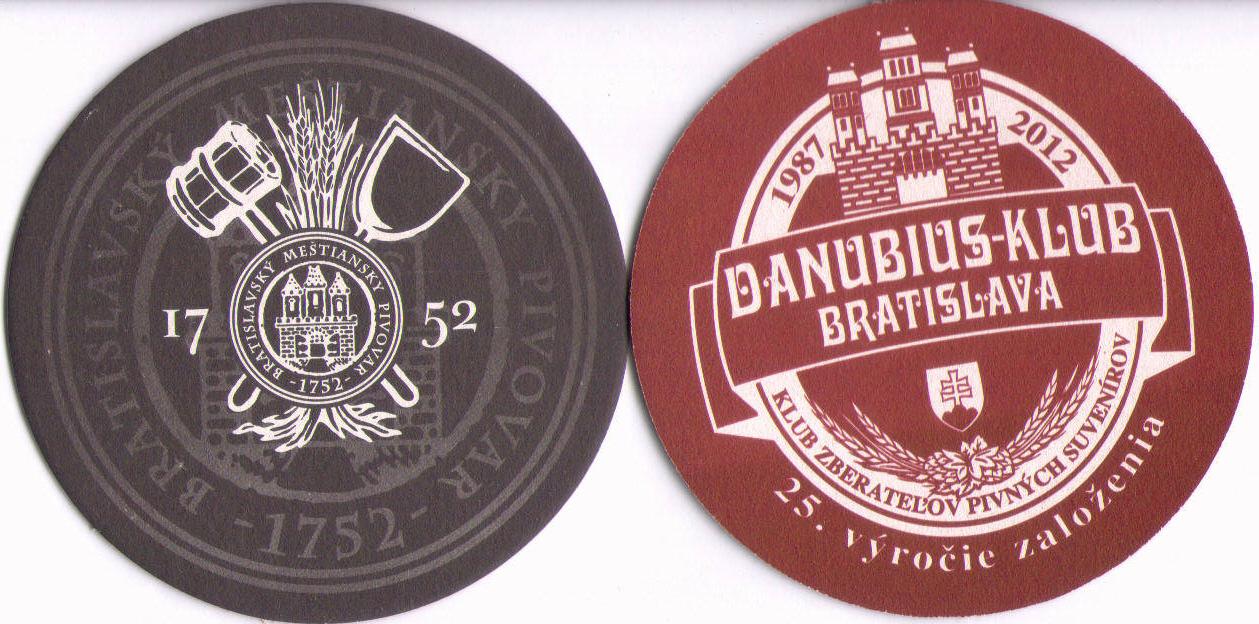 BRATISLAVSKÝ MEŠTIANSKY PIVOVAR
- 1752 -
17 52
BRATISLAVSKÝ MEŠTIANSKY PIVOVAR
- 1752 -
1987 2012
DANUBIUS-KLUB
BRATISLAVA
KLUB ZBERATEĽOV PIVNÝCH SUVENÍROV
25. výročie založenia